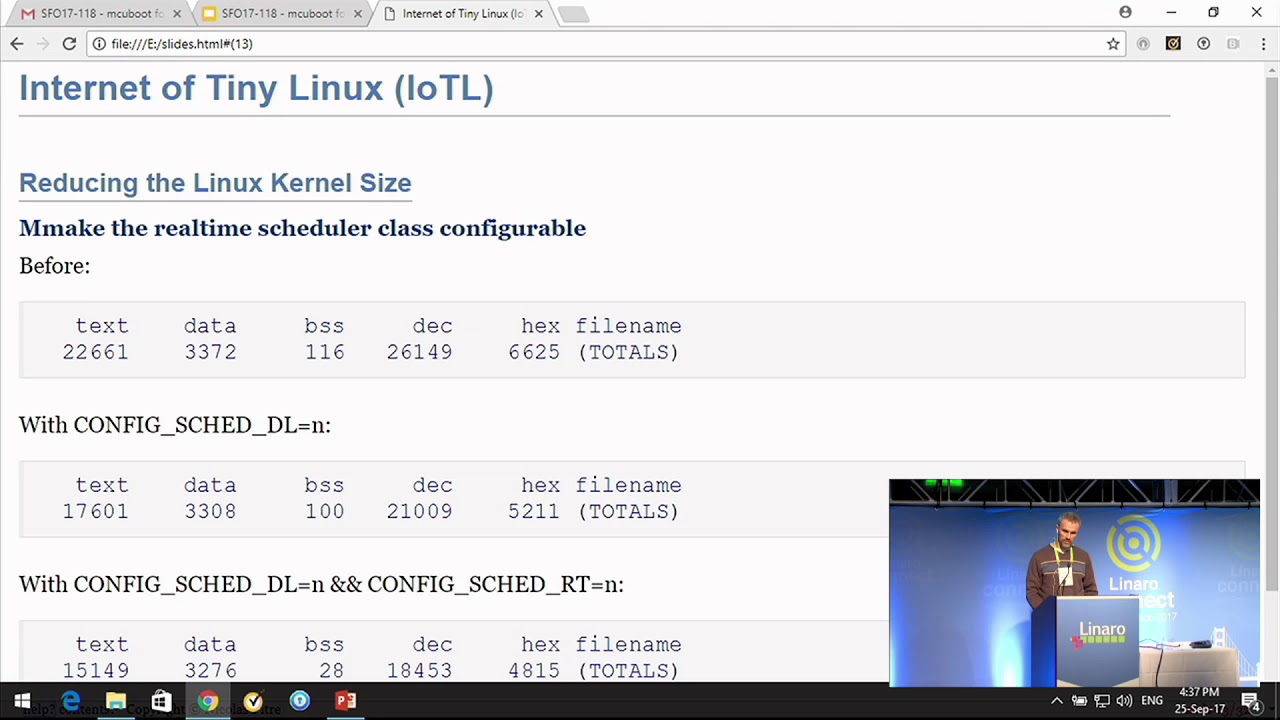 SFO17-118 - mcuboot fo
SFO17-118 - mcuboot fo
Internet of Tiny Linux (Io
file:///E:/slides.html#(13)
Internet of Tiny Linux (IoTL)
Reducing the Linux Kernel Size
Mmake the realtime scheduler class configurable
Before:
text data bss dec hex filename
22661 3372 116 26149 6625 (TOTALS)
With CONFIG_SCHED_DL=n:
text data bss dec hex filename
17601 3308 100 21009 5211 (TOTALS)
With CONFIG_SCHED_DL=n && CONFIG_SCHED_RT=n:
text data bss dec hex filename
15149 3276 28 18453 4815 (TOTALS)
Linaro
Linaro
ENG
4:37 PM
25-Sep-17
4